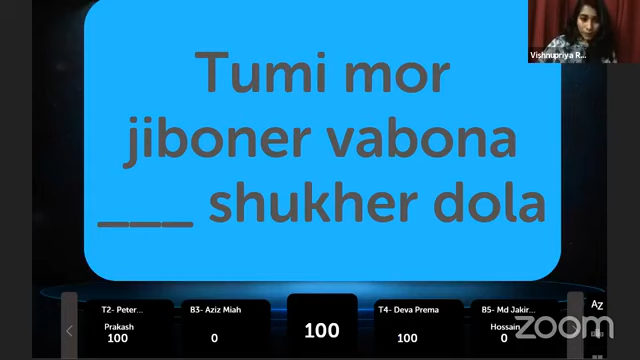 Vishnupriya R...
Tumi mor
jiboner vabona
___ shukher dola
T2- Peter...
Prakash
100
B3- Aziz Miah
0
100
T4- Deva Prema
100
B5- Md Jakir...
Hossain
0
Az
zoom